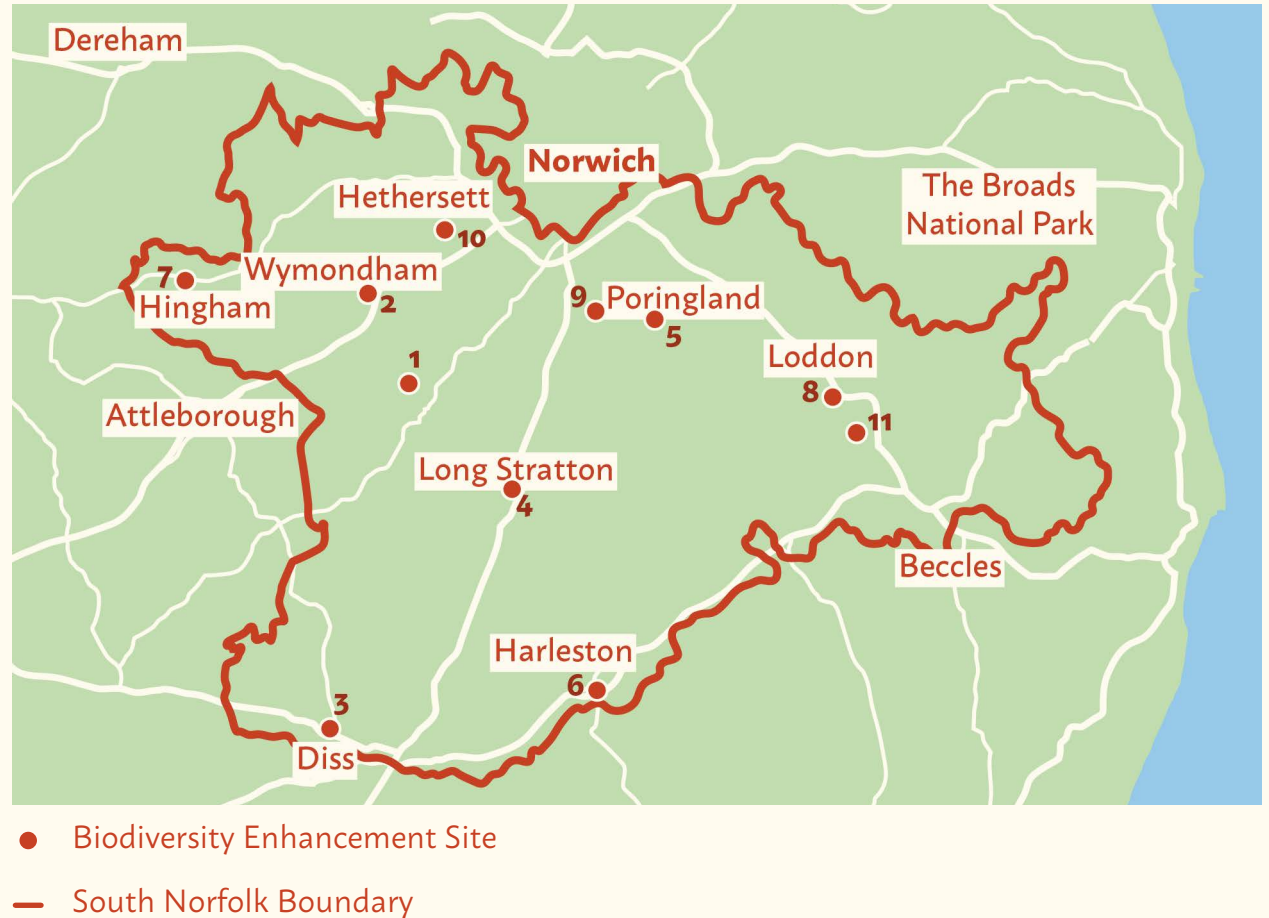 Dereham
Norwich
The Broads
National Park
Hethersett
10
Wymondham
7
2
Hingham
9
Poringland
5
1
Loddon
8
Attleborough
11
Long Stratton
4
Beccles
Harleston
6
3
Diss
Biodiversity Enhancement Site
South Norfolk Boundary